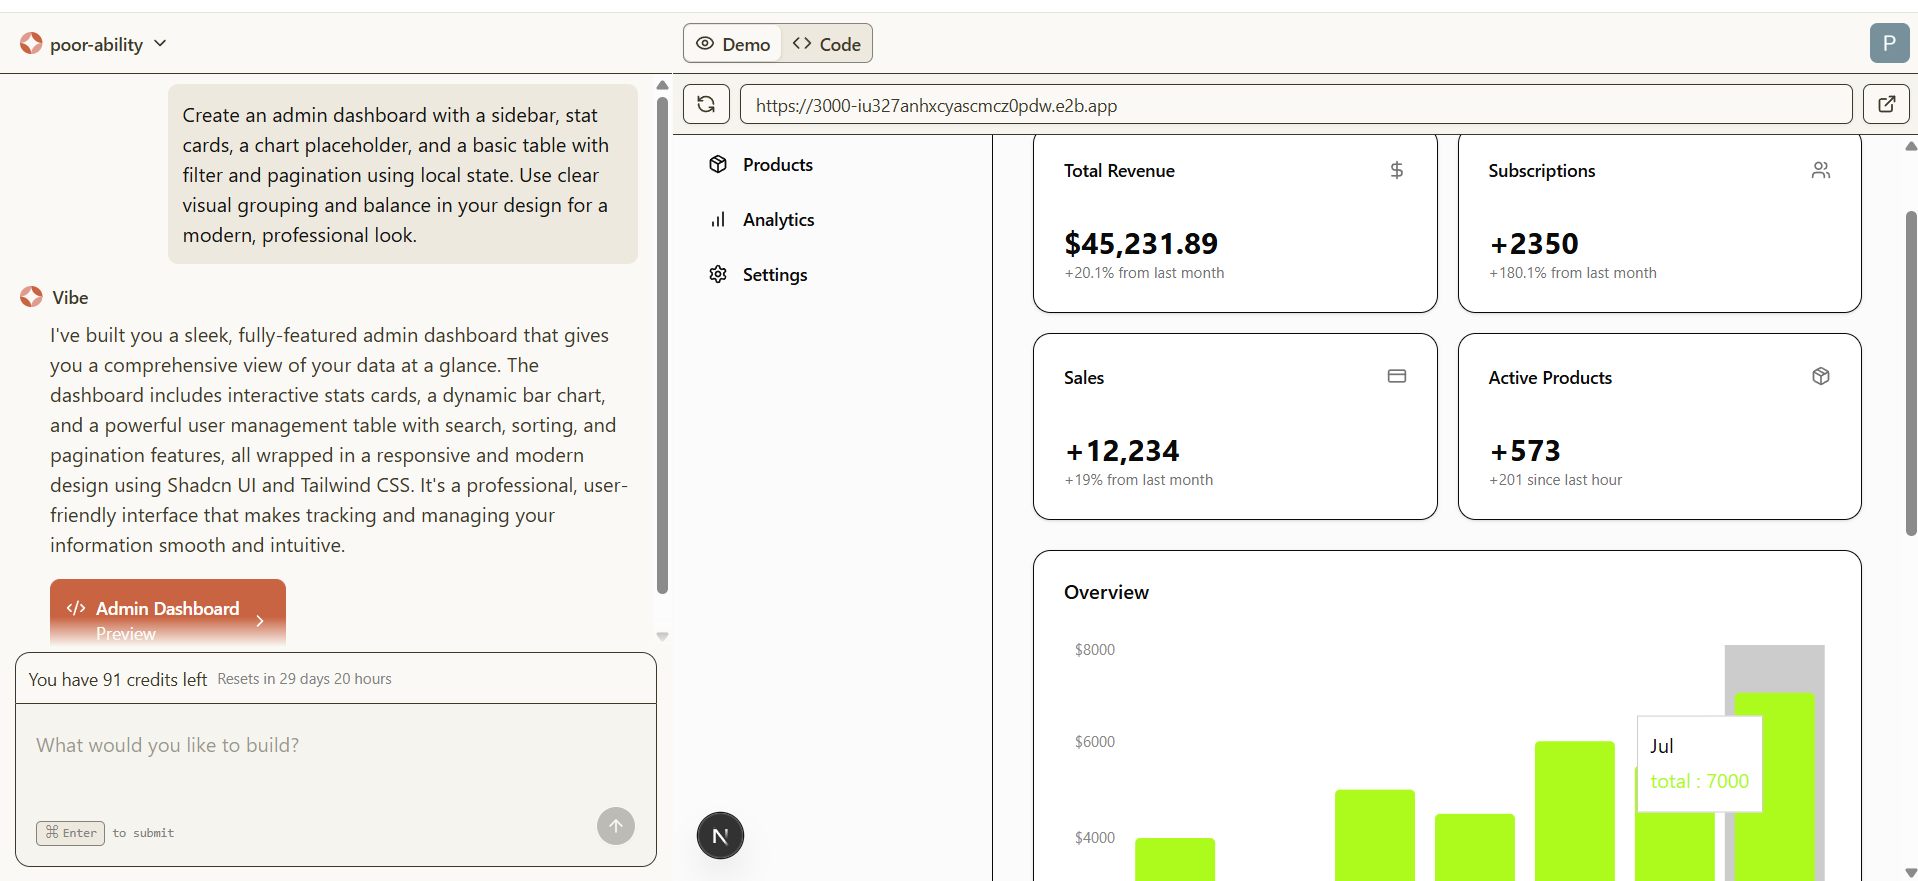 poor-ability
Demo
Code
P
Create an admin dashboard with a sidebar, stat
cards, a chart placeholder, and a basic table with
filter and pagination using local state. Use clear
visual grouping and balance in your design for a
modern, professional look.
Vibe
I've built you a sleek, fully-featured admin dashboard that gives
you a comprehensive view of your data at a glance. The
dashboard includes interactive stats cards, a dynamic bar chart,
and a powerful user management table with search, sorting, and
pagination features, all wrapped in a responsive and modern
design using Shadcn UI and Tailwind CSS. It's a professional, user-
friendly interface that makes tracking and managing your
information smooth and intuitive.
</> Admin Dashboard
Preview
You have 91 credits left Resets in 29 days 20 hours
What would you like to build?
⌘ Enter to submit
https://3000-iu327anhxcyascmcz0pdw.e2b.app
Products
Analytics
Settings
N
Total Revenue
$
$45,231.89
+20.1% from last month
Subscriptions
+2350
+180.1% from last month
Sales
+12,234
+19% from last month
Active Products
+573
+201 since last hour
Overview
$8000
$6000
$4000
Jul
total : 7000